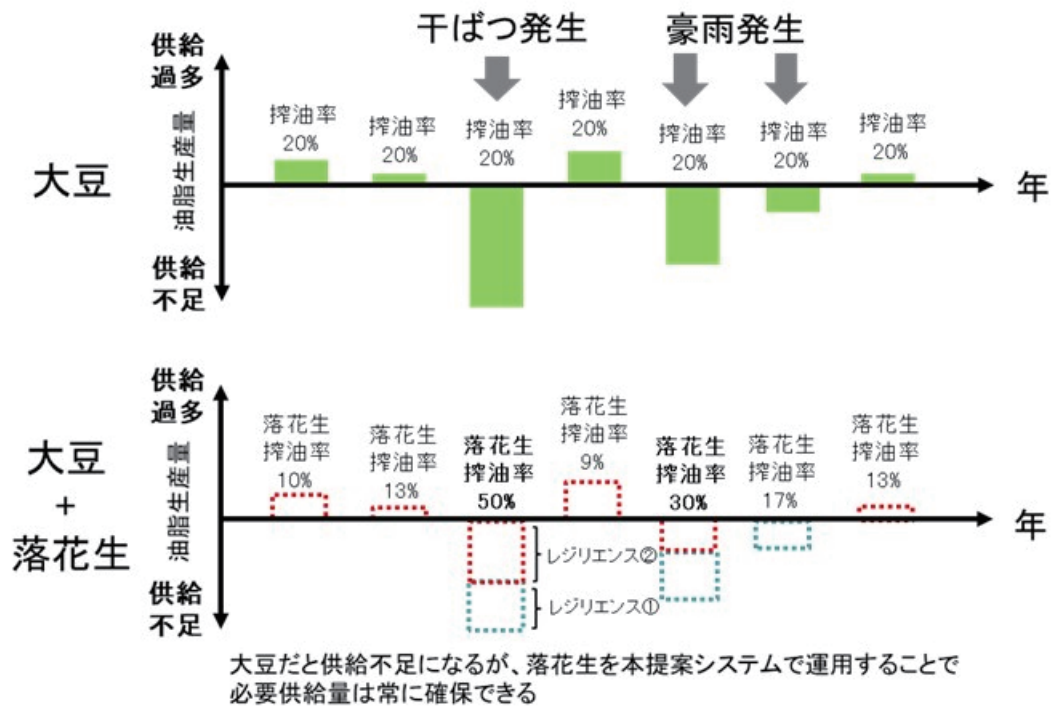 干ばつ発生
豪雨発生
供給
過多
搾油率
20%
搾油率
20%
搾油率
20%
搾油率
20%
搾油率
20%
搾油率
20%
搾油率
20%
大豆
油脂生産量
年
供給
不足
供給
過多
落花生
搾油率
10%
落花生
搾油率
13%
落花生
搾油率
50%
落花生
搾油率
9%
落花生
搾油率
30%
落花生
搾油率
17%
落花生
搾油率
13%
大豆
+
落花生
油脂生産量
年
レジリエンス②
レジリエンス①
供給
不足
大豆だと供給不足になるが、落花生を本提案システムで運用することで
必要供給量は常に確保できる